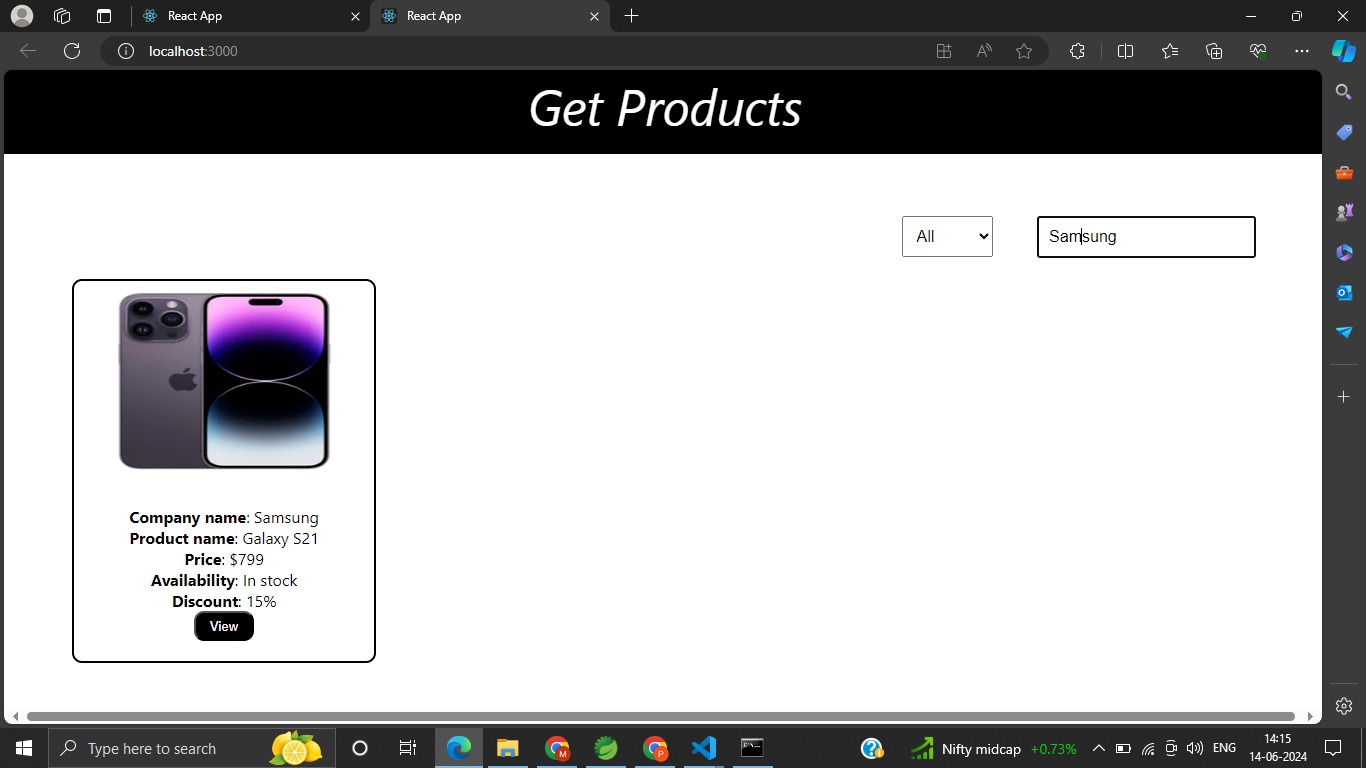 React App
React App
localhost:3000
Get Products
All
Samsung
Company name: Samsung
Product name: Galaxy S21
Price: $799
Availability: In stock
Discount: 15%
View
Type here to search
Nifty midcap +0.73%
ENG
14:15
14-06-2024